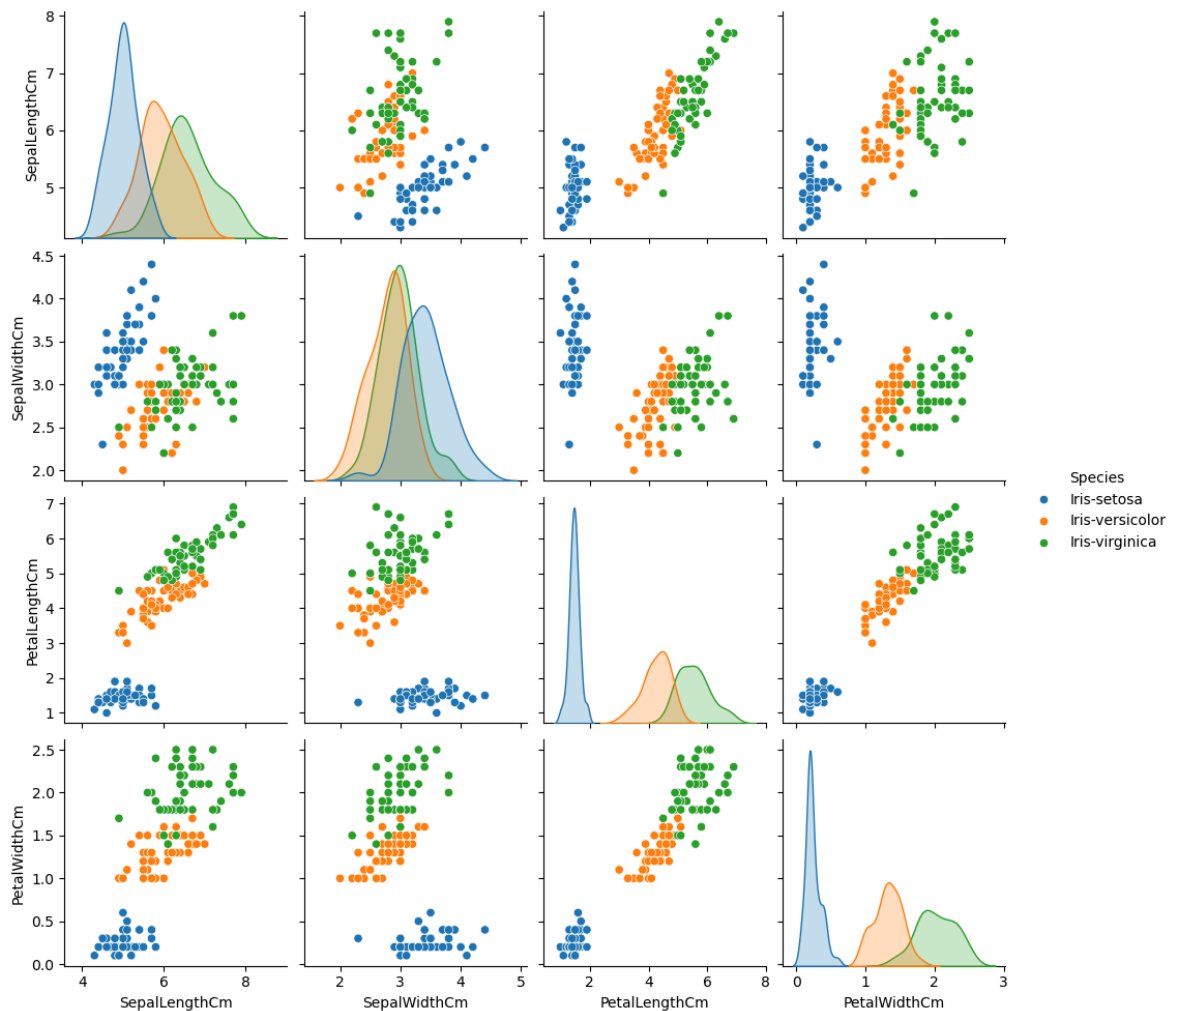 8
7
6
5
SepalLengthCm
4.5
4.0
3.5
3.0
2.5
2.0
SepalWidthCm
Species
Iris-setosa
Iris-versicolor
Iris-virginica
7
6
5
4
3
2
1
PetalLengthCm
2.5
2.0
1.5
1.0
0.5
0.0
PetalWidthCm
4 6 8 2 3 4 5 2 4 6 8 0 1 2 3
SepalLengthCm SepalWidthCm PetalLengthCm PetalWidthCm